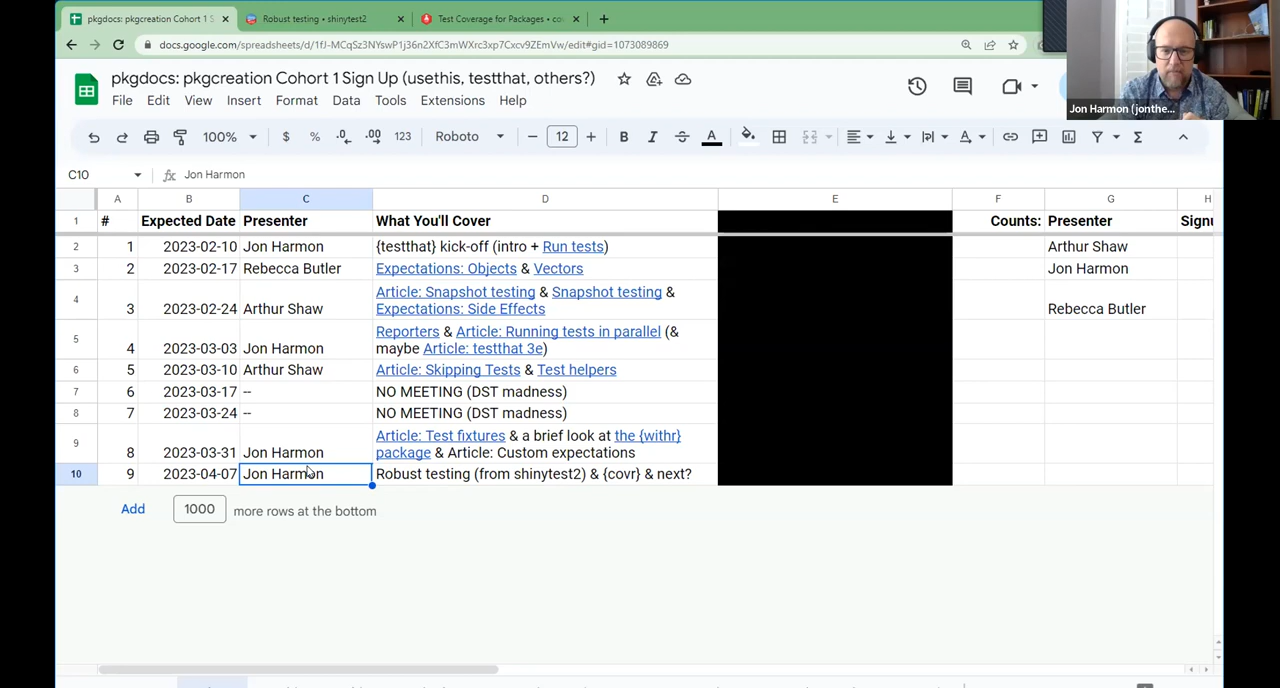 pkgdocs: pkgcreation Cohort 1 S
Robust testing • shinytest2
Test Coverage for Packages • co
docs.google.com/spreadsheets/d/1fJ-MCqSz3NYswP1j36n2XfC3mWXrc3xp7Cxcv9ZEmVw/edit#gid=1073089869
Jon Harmon (jonthe...
pkgdocs: pkgcreation Cohort 1 Sign Up (usethis, testthat, others?)
File Edit View Insert Format Data Tools Extensions Help
100% $ % .0 .00 123 Roboto 12 B I S A Σ
C10 fx Jon Harmon
A B C D E F G H
1 # Expected Date Presenter What You'll Cover Counts: Presenter Signu
2 1 2023-02-10 Jon Harmon {testthat} kick-off (intro + Run tests) Arthur Shaw
3 2 2023-02-17 Rebecca Butler Expectations: Objects & Vectors Jon Harmon
Article: Snapshot testing & Snapshot testing &
4 3 2023-02-24 Arthur Shaw Expectations: Side Effects Rebecca Butler
Reporters & Article: Running tests in parallel (&
5 4 2023-03-03 Jon Harmon maybe Article: testthat 3e)
6 5 2023-03-10 Arthur Shaw Article: Skipping Tests & Test helpers
7 6 2023-03-17 -- NO MEETING (DST madness)
8 7 2023-03-24 -- NO MEETING (DST madness)
Article: Test fixtures & a brief look at the {withr}
9 8 2023-03-31 Jon Harmon package & Article: Custom expectations
10 9 2023-04-07 Jon Harmon Robust testing (from shinytest2) & {covr} & next?
Add 1000 more rows at the bottom